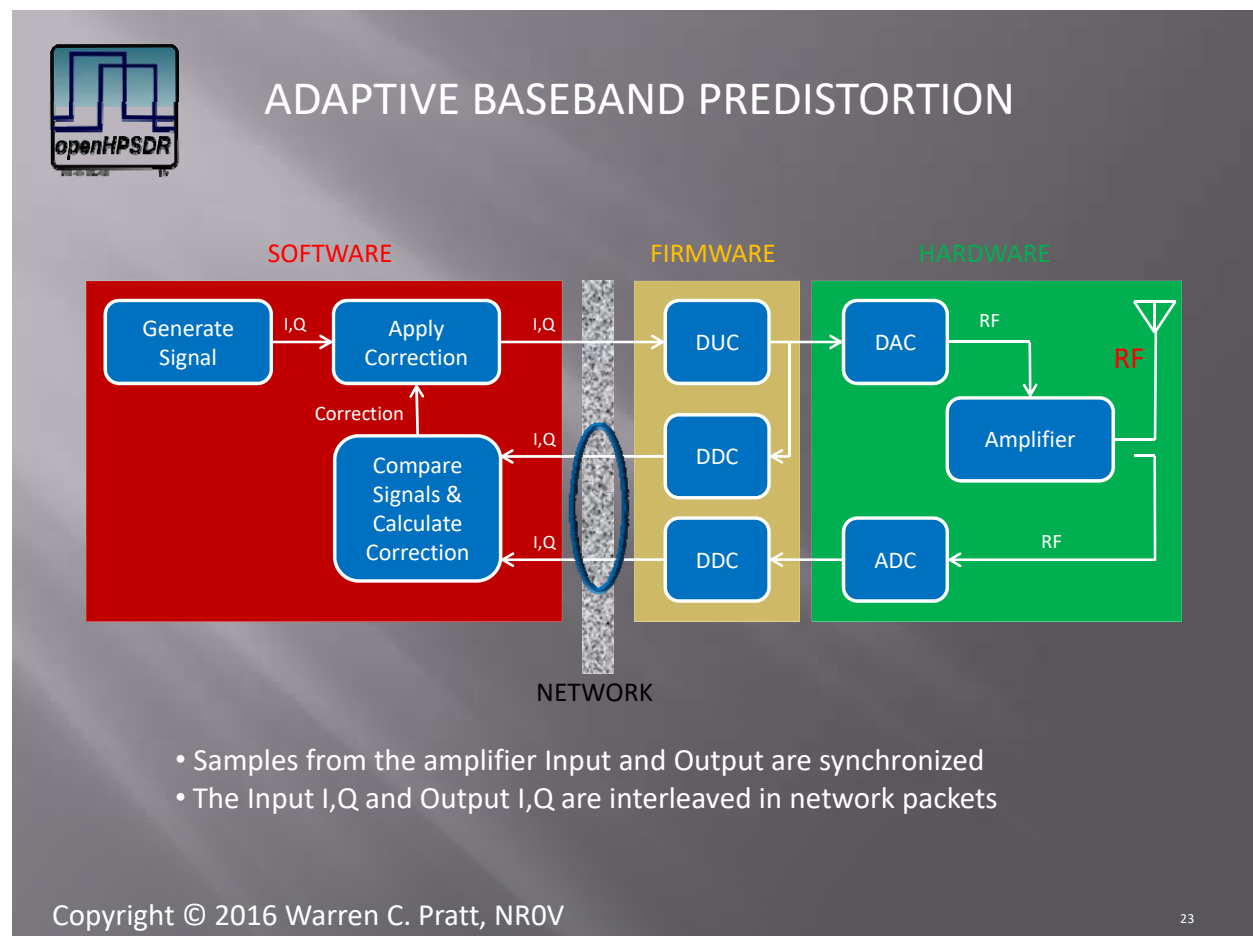 openHPSDR
ADAPTIVE BASEBAND PREDISTORTION
SOFTWARE
FIRMWARE
HARDWARE
Generate
Signal
I,Q
Apply
Correction
I,Q
DUC
DAC
RF
RF
Correction
Amplifier
I,Q
DDC
Compare
Signals &
Calculate
Correction
I,Q
DDC
ADC
RF
NETWORK
• Samples from the amplifier Input and Output are synchronized
• The Input I,Q and Output I,Q are interleaved in network packets
Copyright © 2016 Warren C. Pratt, NR0V
23